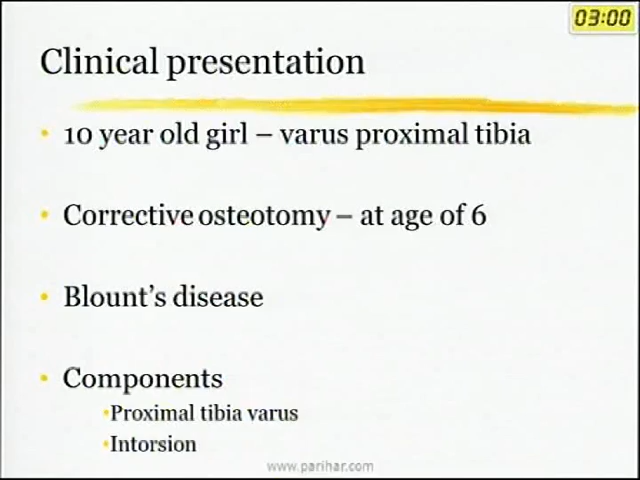 03:00
Clinical presentation
• 10 year old girl – varus proximal tibia
• Corrective osteotomy – at age of 6
• Blount's disease
• Components
•Proximal tibia varus
•Intorsion
www.parihar.com